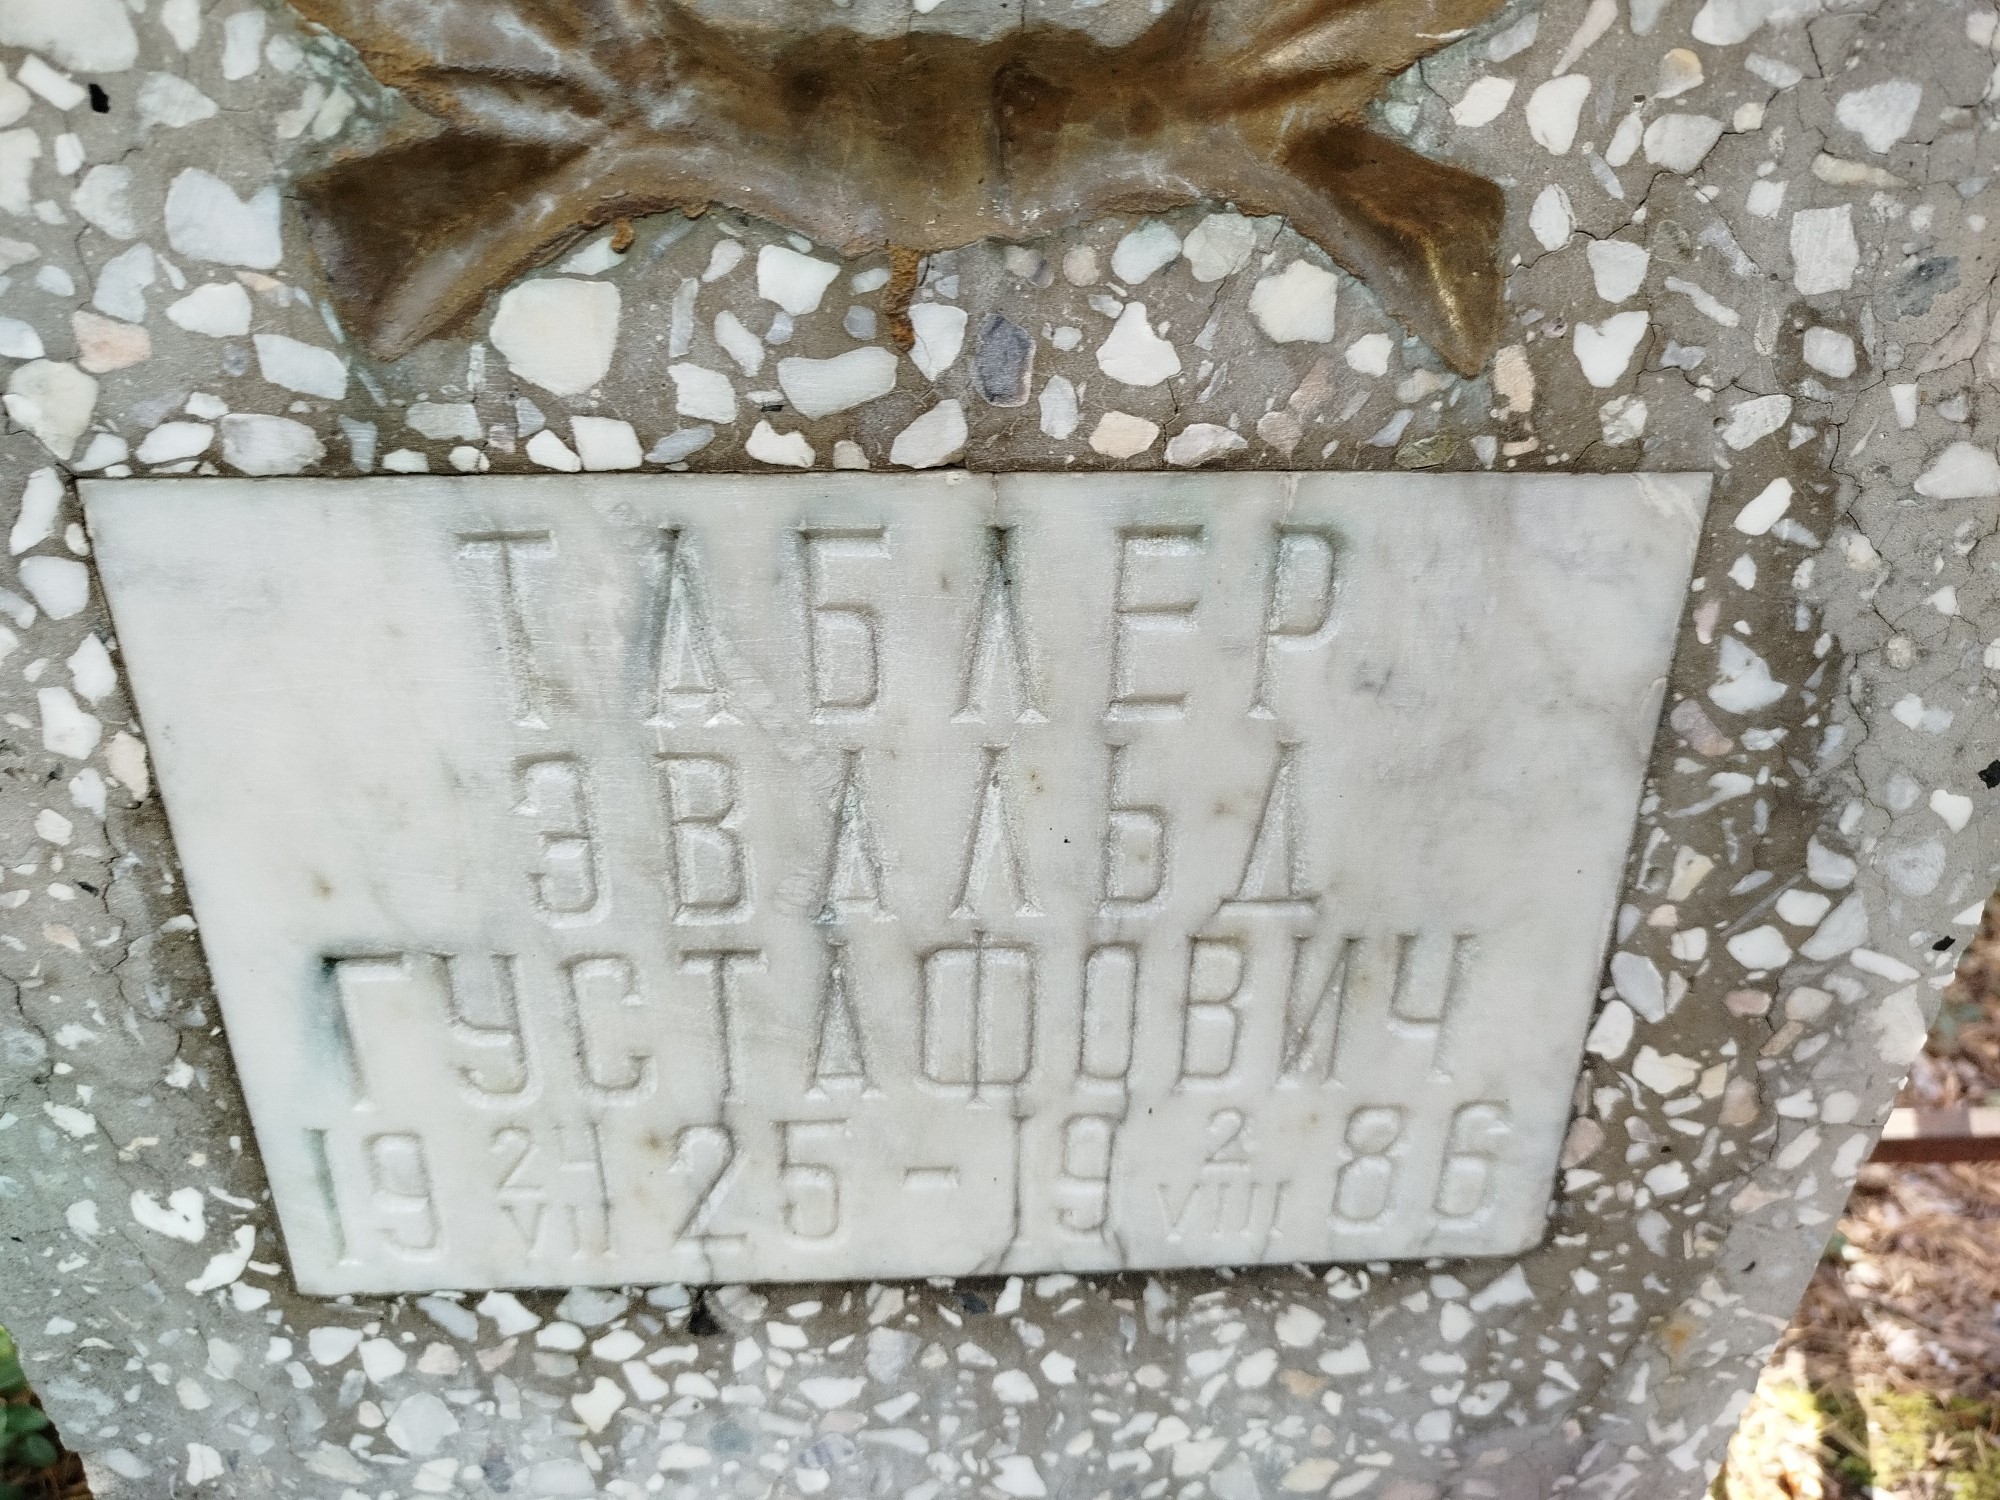 ТАБЛЕР
ЭВАЛЬД
ГУСТАФОВИЧ
19 24/VII 25 - 19 2/VIII 86